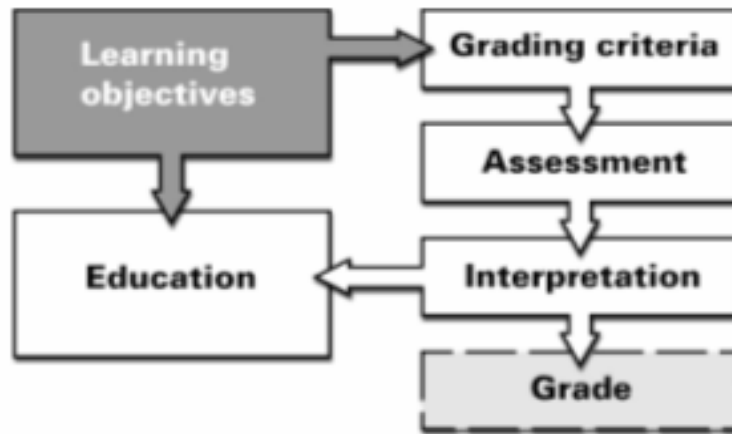 Learning
objectives
Grading criteria
Assessment
Education
Interpretation
Grade